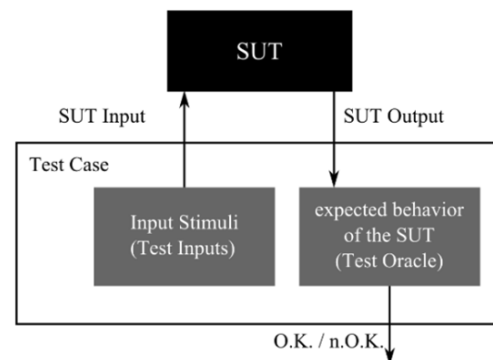 SUT
SUT Input
SUT Output
Test Case
Input Stimuli
(Test Inputs)
expected behavior
of the SUT
(Test Oracle)
O.K. / n.O.K.